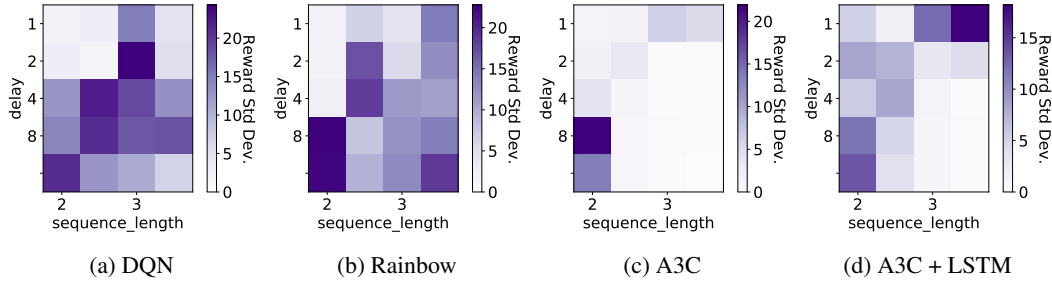 1
2
4
8
delay
2 3
sequence_length
0
5
10
15
20
Reward Std Dev.
(a) DQN
1
2
4
8
delay
2 3
sequence_length
0
5
10
15
20
Reward Std Dev.
(b) Rainbow
1
2
4
8
delay
2 3
sequence_length
0
5
10
15
20
Reward Std Dev.
(c) A3C
1
2
4
8
delay
2 3
sequence_length
0
5
10
15
Reward Std Dev.
(d) A3C + LSTM